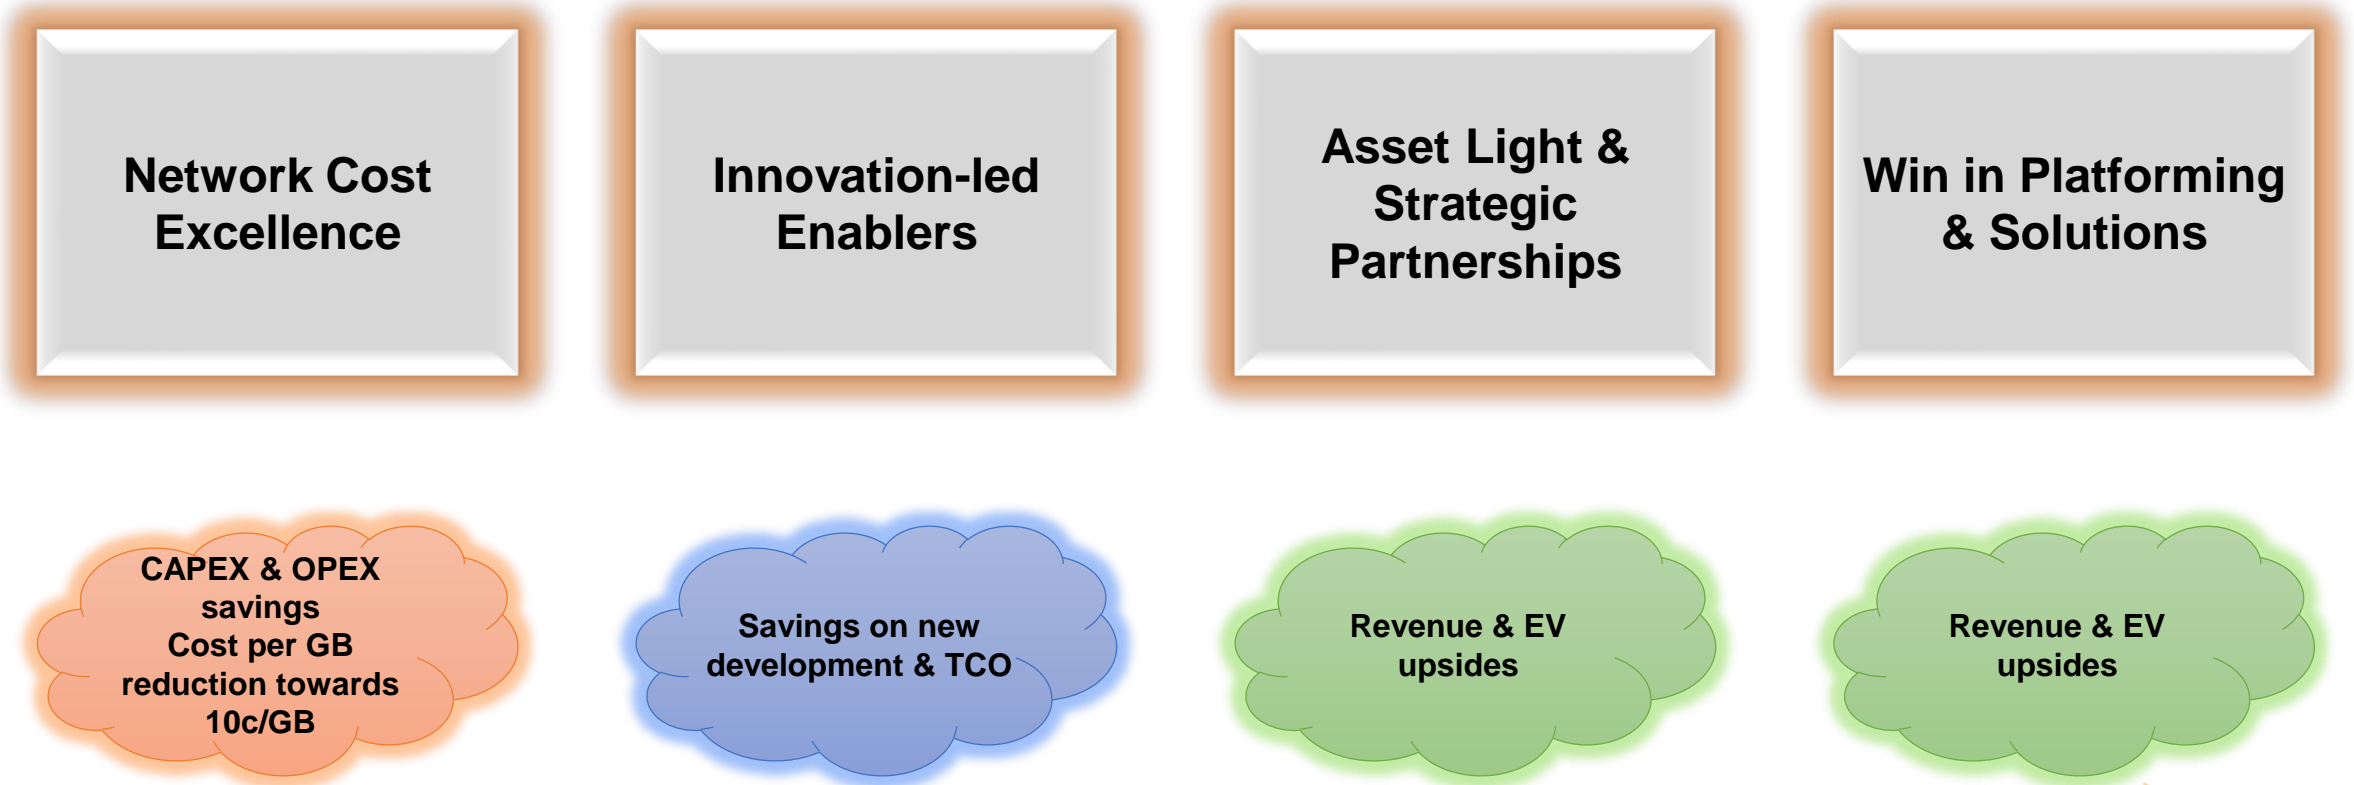 Network Cost
Excellence
Innovation-led
Enablers
Asset Light &
Strategic
Partnerships
Win in Platforming
& Solutions
CAPEX & OPEX
savings
Cost per GB
reduction towards
10c/GB
Savings on new
development & TCO
Revenue & EV
upsides
Revenue & EV
upsides